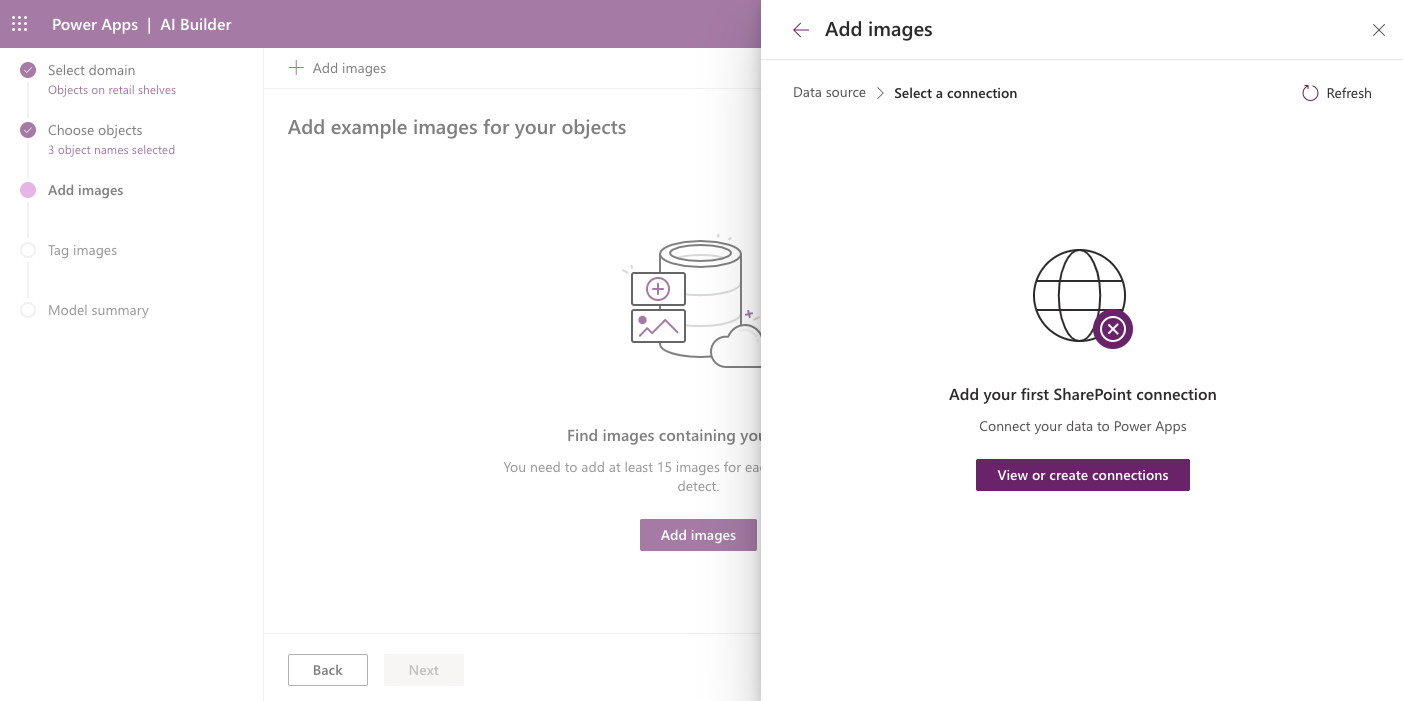 Power Apps | AI Builder
Select domain
Objects on retail shelves
Choose objects
3 object names selected
Add images
Tag images
Model summary
Add images
Add example images for your objects
Find images containing you
You need to add at least 15 images for ea
detect.
Add images
Back
Next
Add images
Data source
Select a connection
Refresh
Add your first SharePoint connection
Connect your data to Power Apps
View or create connections